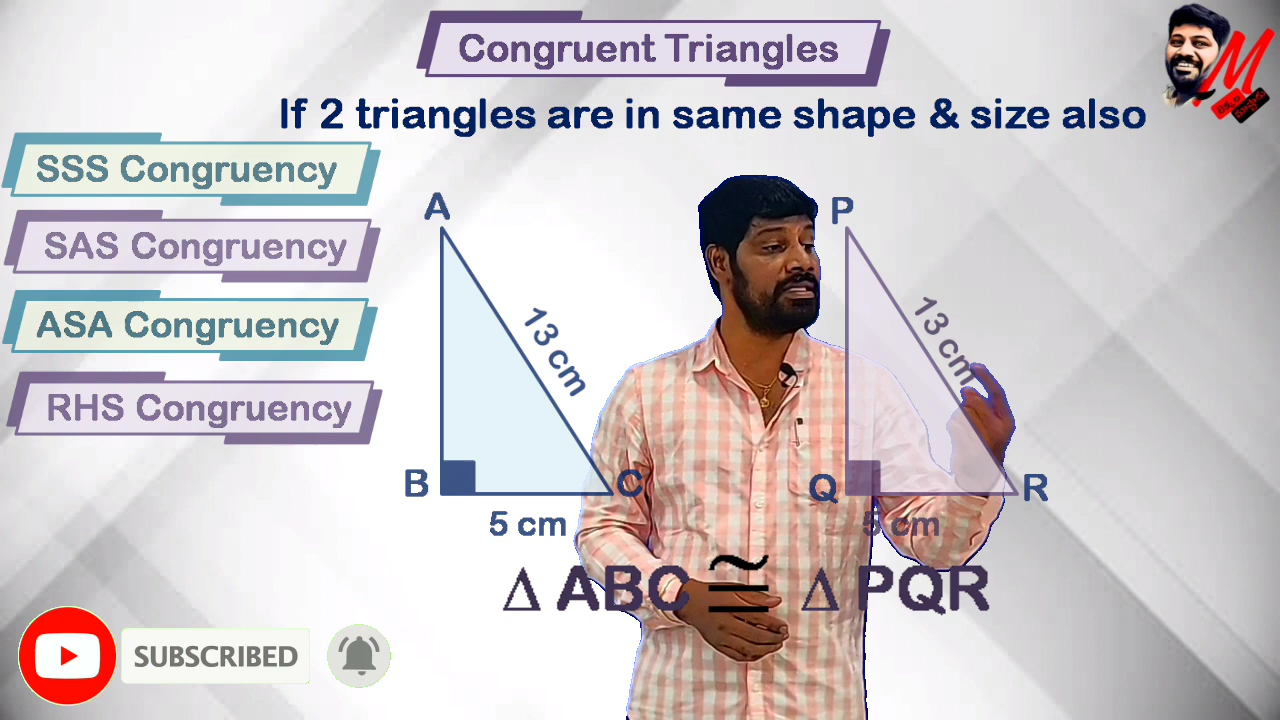 Congruent Triangles
If 2 triangles are in same shape & size also
SSS Congruency
SAS Congruency
ASA Congruency
RHS Congruency
A
13 cm
B
C
5 cm
P
13 cm
Q
R
5 cm
Δ ABC ≅ Δ PQR
SUBSCRIBED
M